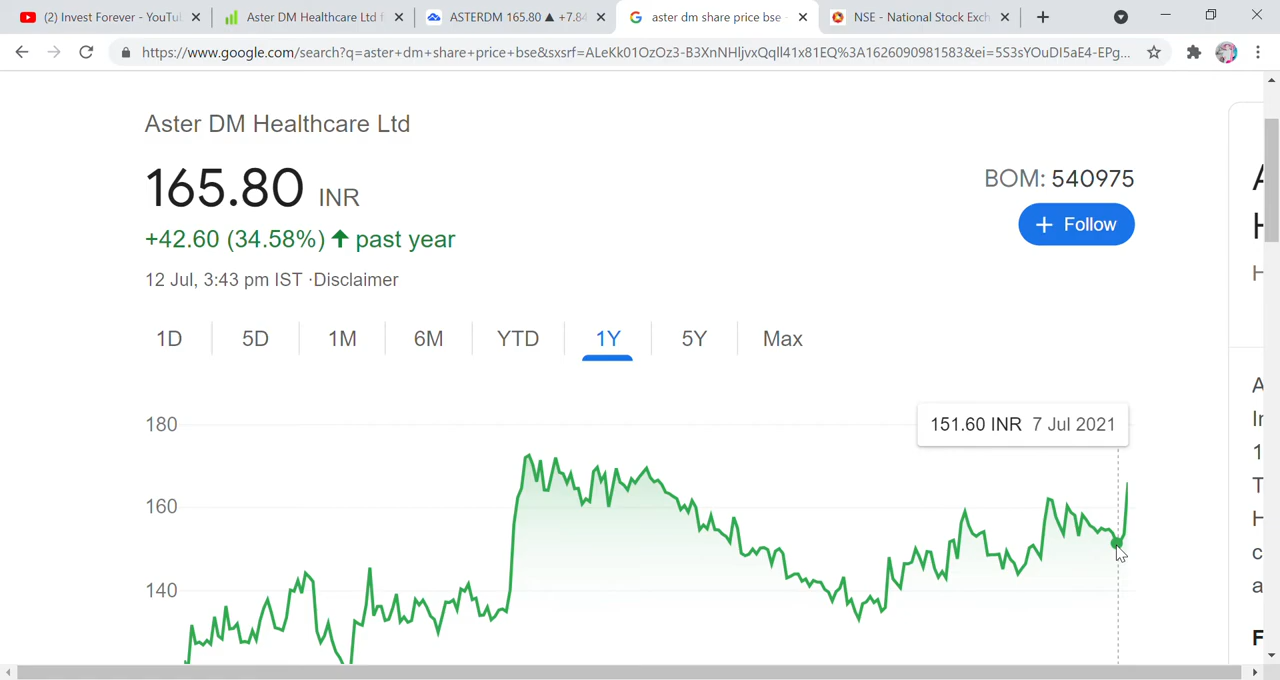 (2) Invest Forever - YouTu
Aster DM Healthcare Ltd f
ASTERDM 165.80 ▲ +7.84
aster dm share price bse -
NSE - National Stock Exch
https://www.google.com/search?q=aster+dm+share+price+bse&sxsrf=ALeKk01OzOz3-B3XnNHljvxQqll41x81EQ%3A1626090981583&ei=5S3sYOuDI5aE4-EPg...
Aster DM Healthcare Ltd
165.80 INR
BOM: 540975
+ Follow
+42.60 (34.58%) ↑ past year
12 Jul, 3:43 pm IST ·Disclaimer
1D 5D 1M 6M YTD 1Y 5Y Max
180
151.60 INR 7 Jul 2021
160
140